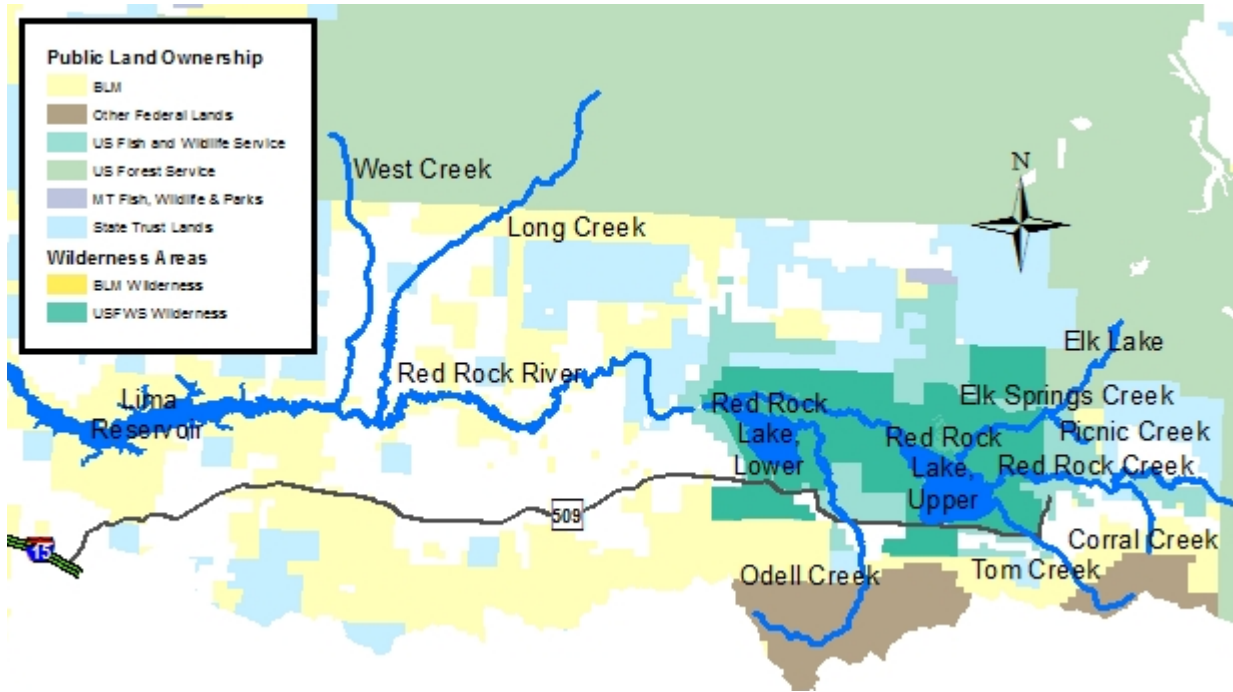 Public Land Ownership
BLM
Other Federal Lands
US Fish and Wildlife Service
US Forest Service
MT Fish, Wildlife & Parks
State Trust Lands
Wilderness Areas
BLM Wilderness
USFWS Wilderness
West Creek
Long Creek
N
Elk Lake
Red Rock River
Lima
Reservoir
Elk Springs Creek
Red Rock
Lake,
Lower
Picnic Creek
Red Rock
Lake,
Upper
Red Rock Creek
509
15
Corral Creek
Odell Creek
Tom Creek